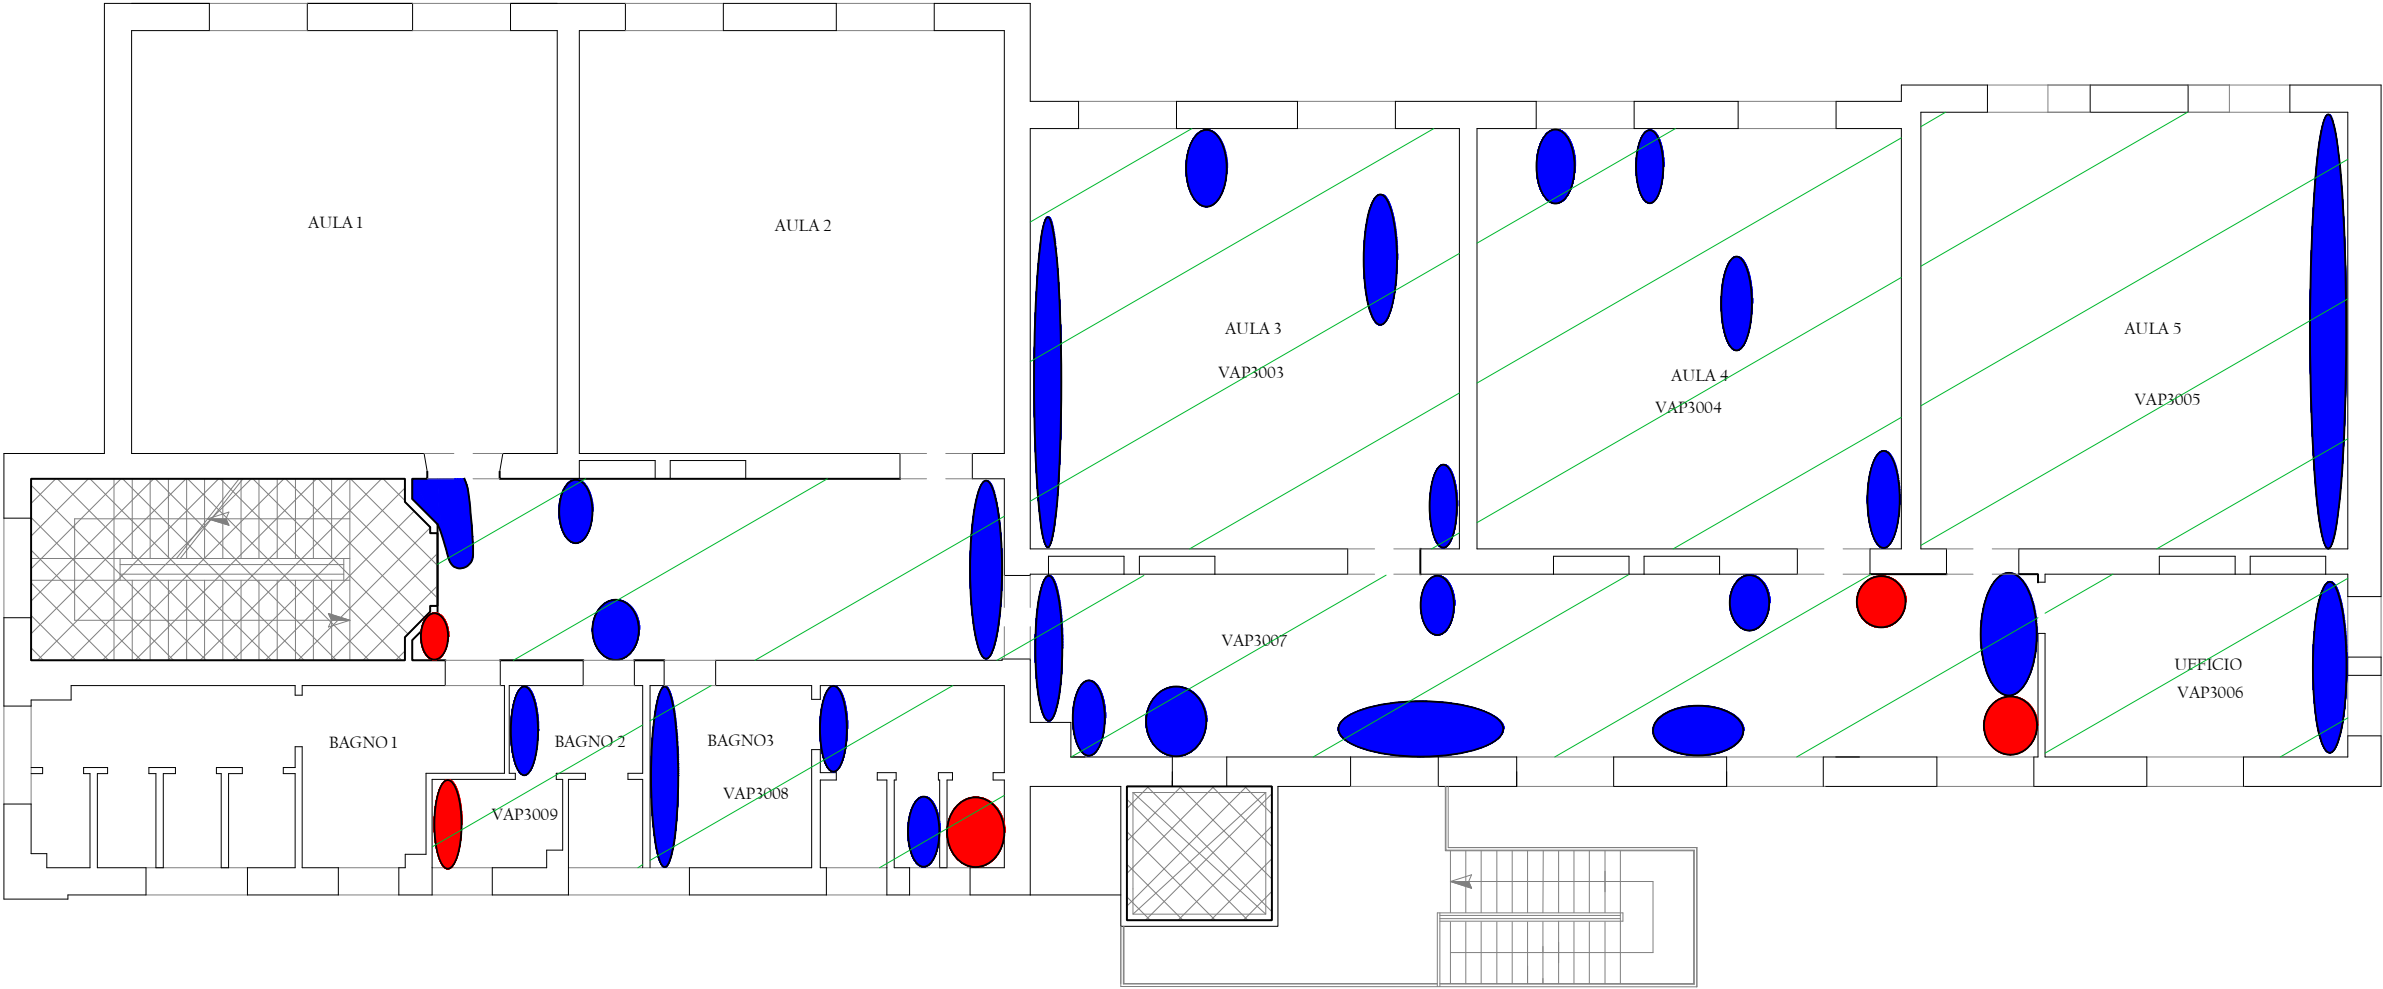 AULA 1
AULA 2
AULA 3
VAP3003
AULA 4
VAP3004
AULA 5
VAP3005
VAP3007
UFFICIO
VAP3006
BAGNO 1
BAGNO 2
VAP3009
BAGNO3
VAP3008